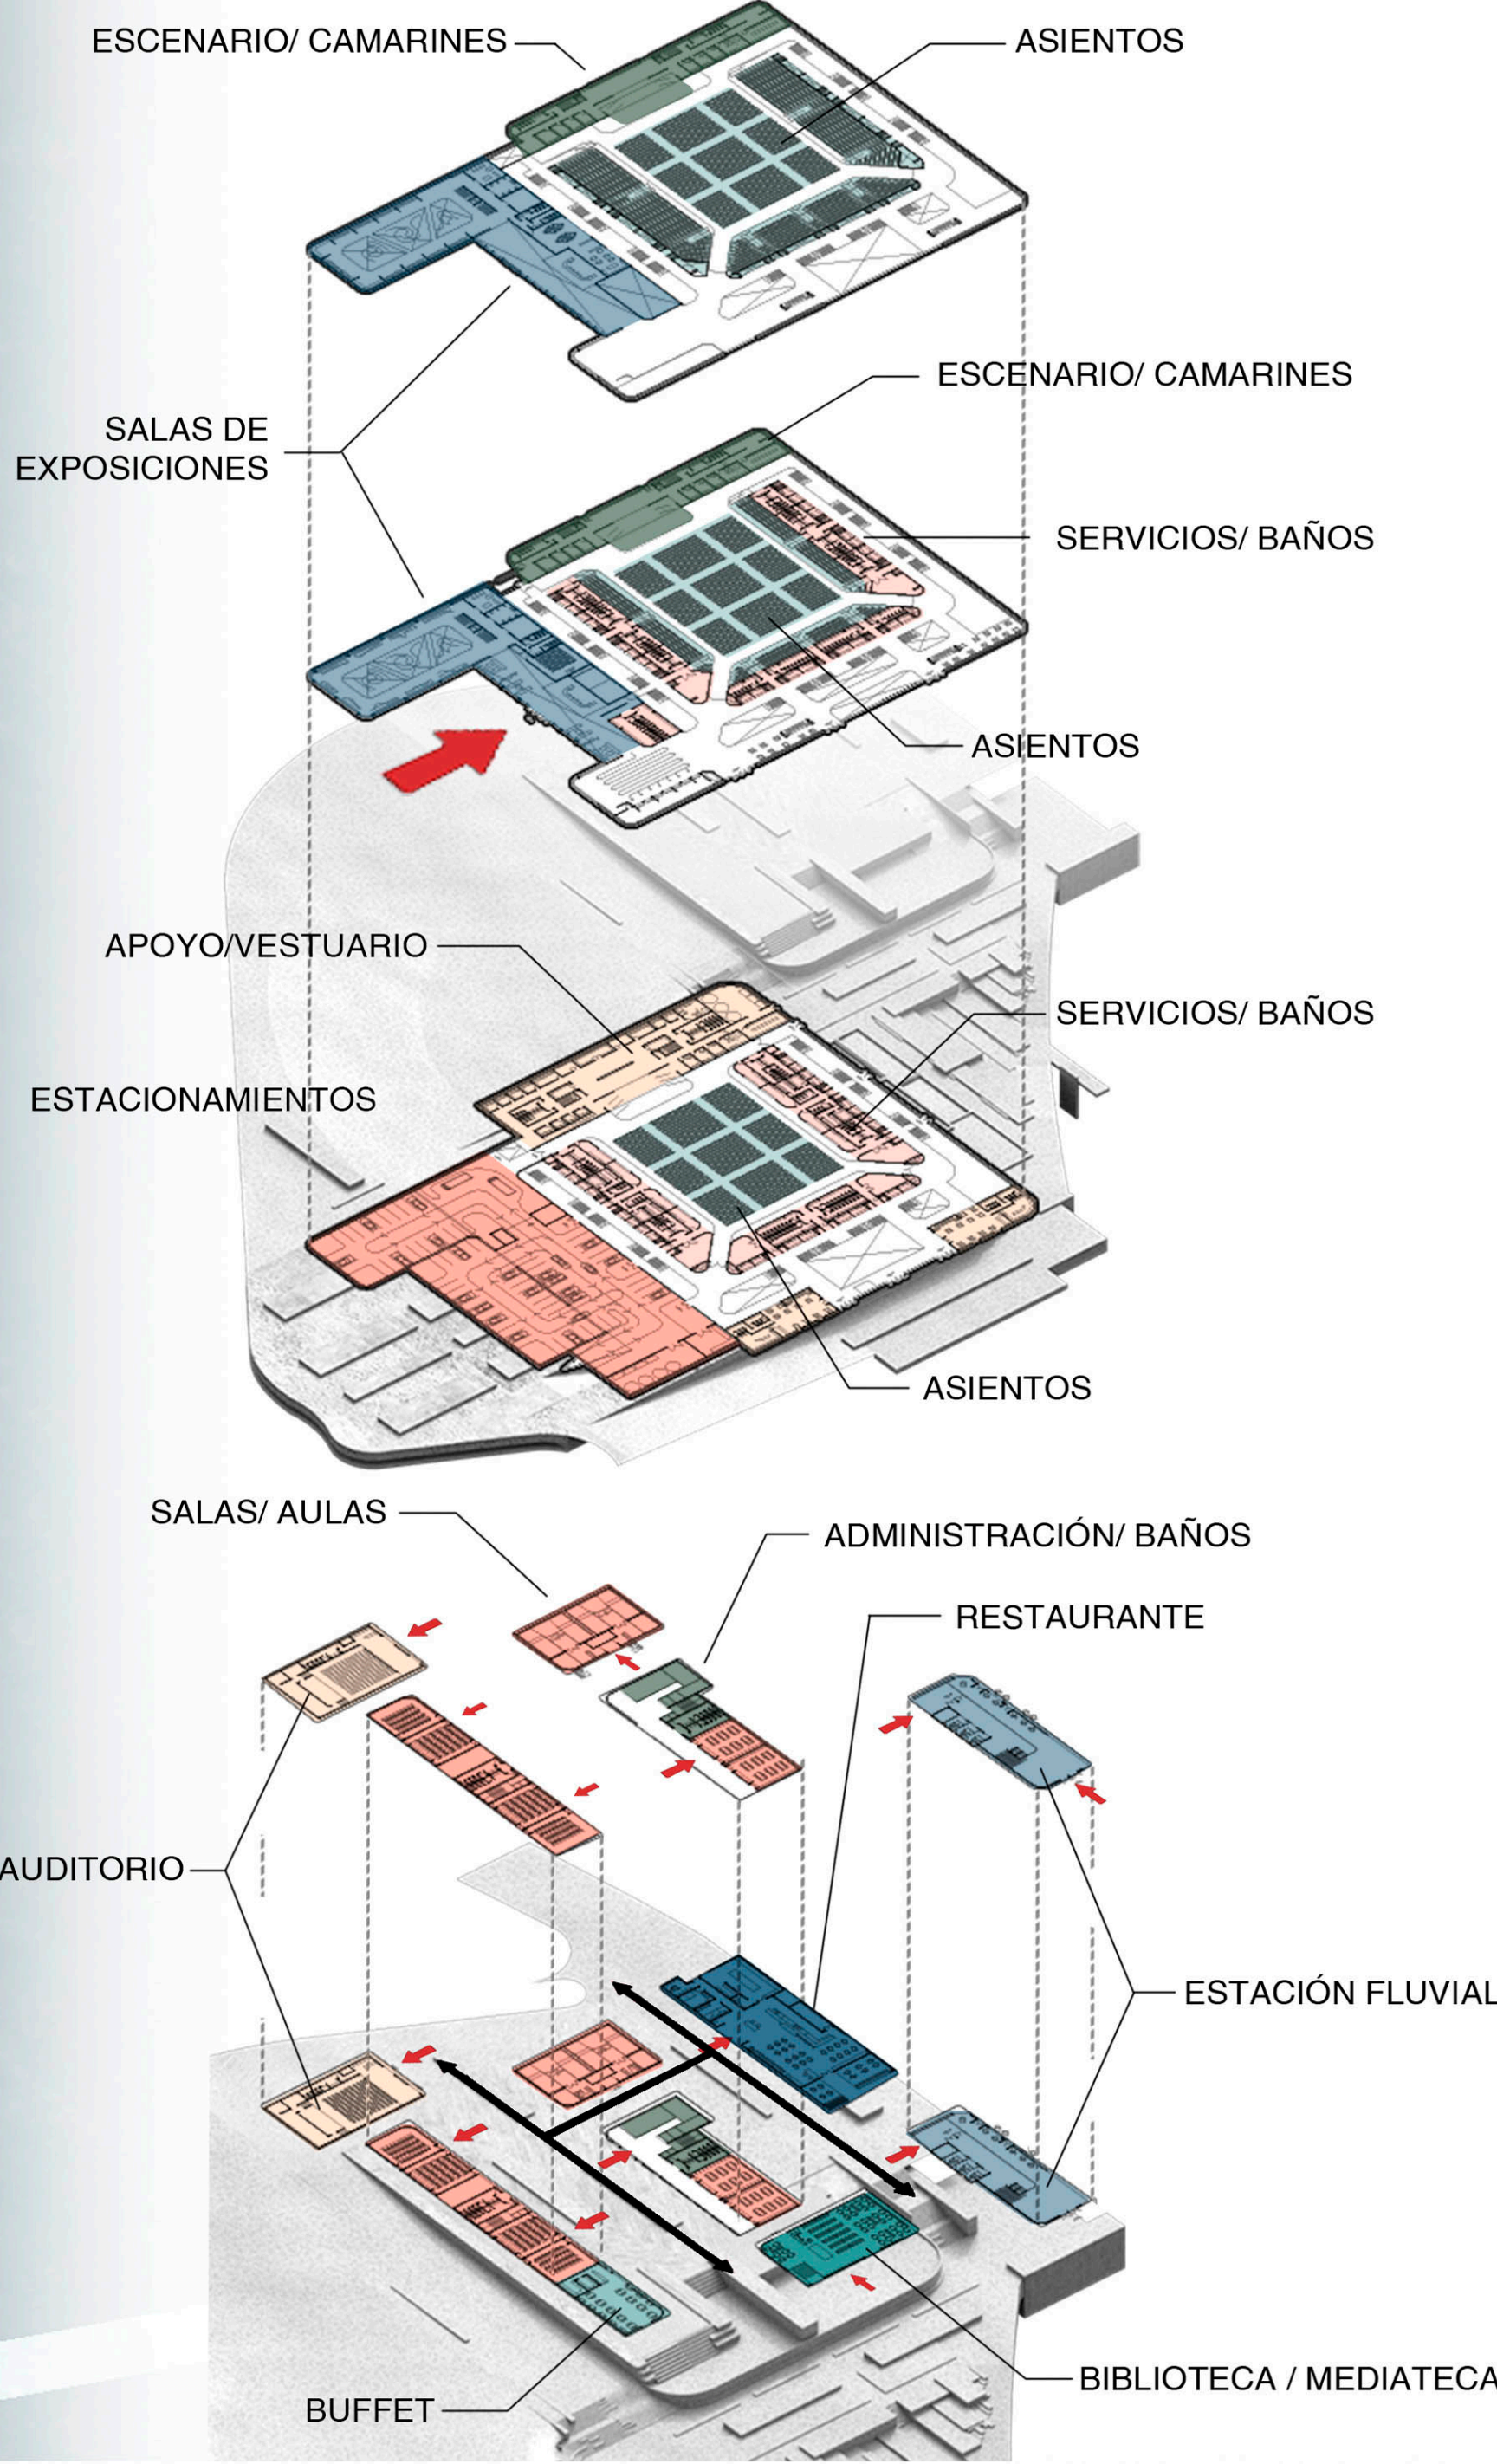 ESCENARIO/ CAMARINES
ASIENTOS
ESCENARIO/ CAMARINES
SALAS DE
EXPOSICIONES
SERVICIOS/ BAÑOS
ASIENTOS
APOYO/VESTUARIO
SERVICIOS/ BAÑOS
ESTACIONAMIENTOS
ASIENTOS
SALAS/ AULAS
ADMINISTRACIÓN/ BAÑOS
RESTAURANTE
AUDITORIO
ESTACIÓN FLUVIAL
BIBLIOTECA / MEDIATECA
BUFFET